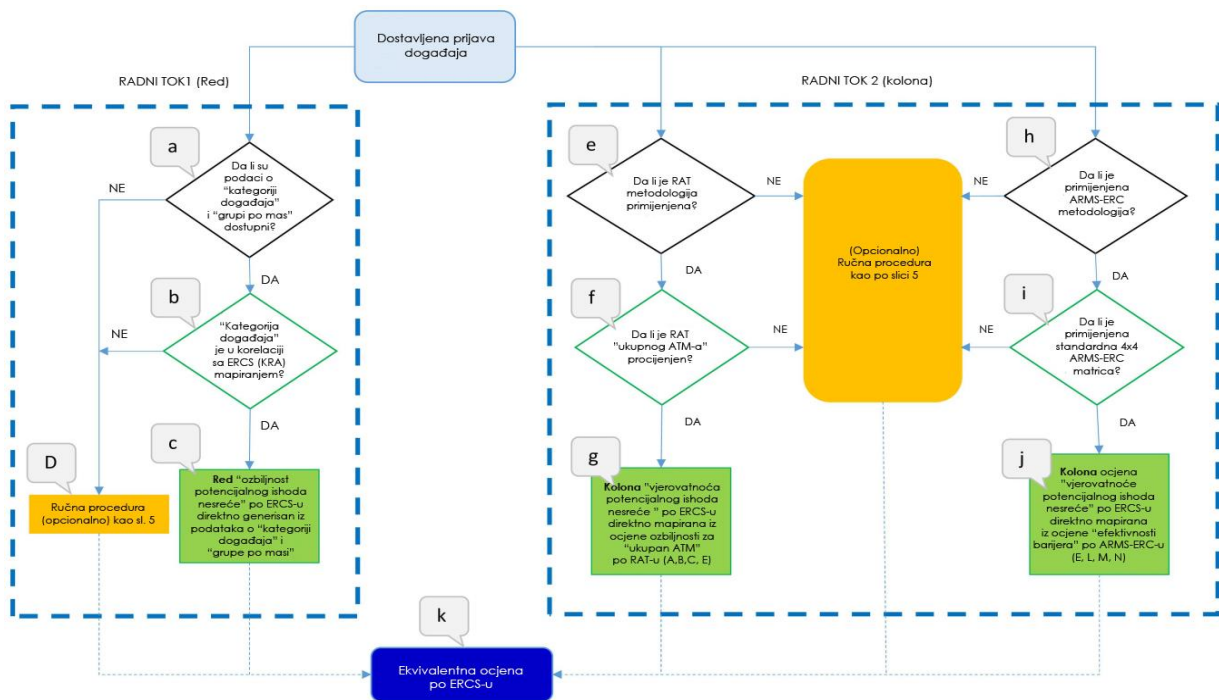 Dostavljena prijava
događaja
RADNI TOK1 (Red)
RADNI TOK 2 (kolona)
a
Da li su
podaci o
“kategoriji
događaja”
i “grupi po mas”
dostupni?
NE
DA
b
“Kategorija
događaja”
je u korelaciji
sa ERCS (KRA)
mapiranjem?
NE
DA
c
Red “ozbiljnost
potencijalnog ishoda
nesreće” po ERCS-u
direktno generisan iz
podataka o “kategoriji
događaja” i
“grupe po masi”
D
Ručna procedura
(opcionalno) kao sl. 5
e
Da li je RAT
metodologija
primijenjena?
NE
DA
f
Da li je RAT
"ukupnog ATM-a"
procijenjen?
NE
DA
g
Kolona "vjerovatnoća
potencijalnog ishoda
nesreće " po ERCS-u
direktno mapirana iz
ocjene ozbiljnosti za
"ukupan ATM"
po RAT-u (A,B,C, E)
(Opcionalno)
Ručna procedura
kao po slici 5
h
Da li je
primijenjena
ARMS-ERC
metodologija?
NE
DA
i
Da li je
primijenjena
standardna 4x4
ARMS-ERC
matrica?
NE
DA
j
Kolona ocjena
"vjerovatnoće
potencijalnog ishoda
nesreće" po ERCS-u
direktno mapirana
iz ocjene "efektivnosti
barijera" po ARMS-ERC-u
(E, L, M, N)
k
Ekvivalentna ocjena
po ERCS-u